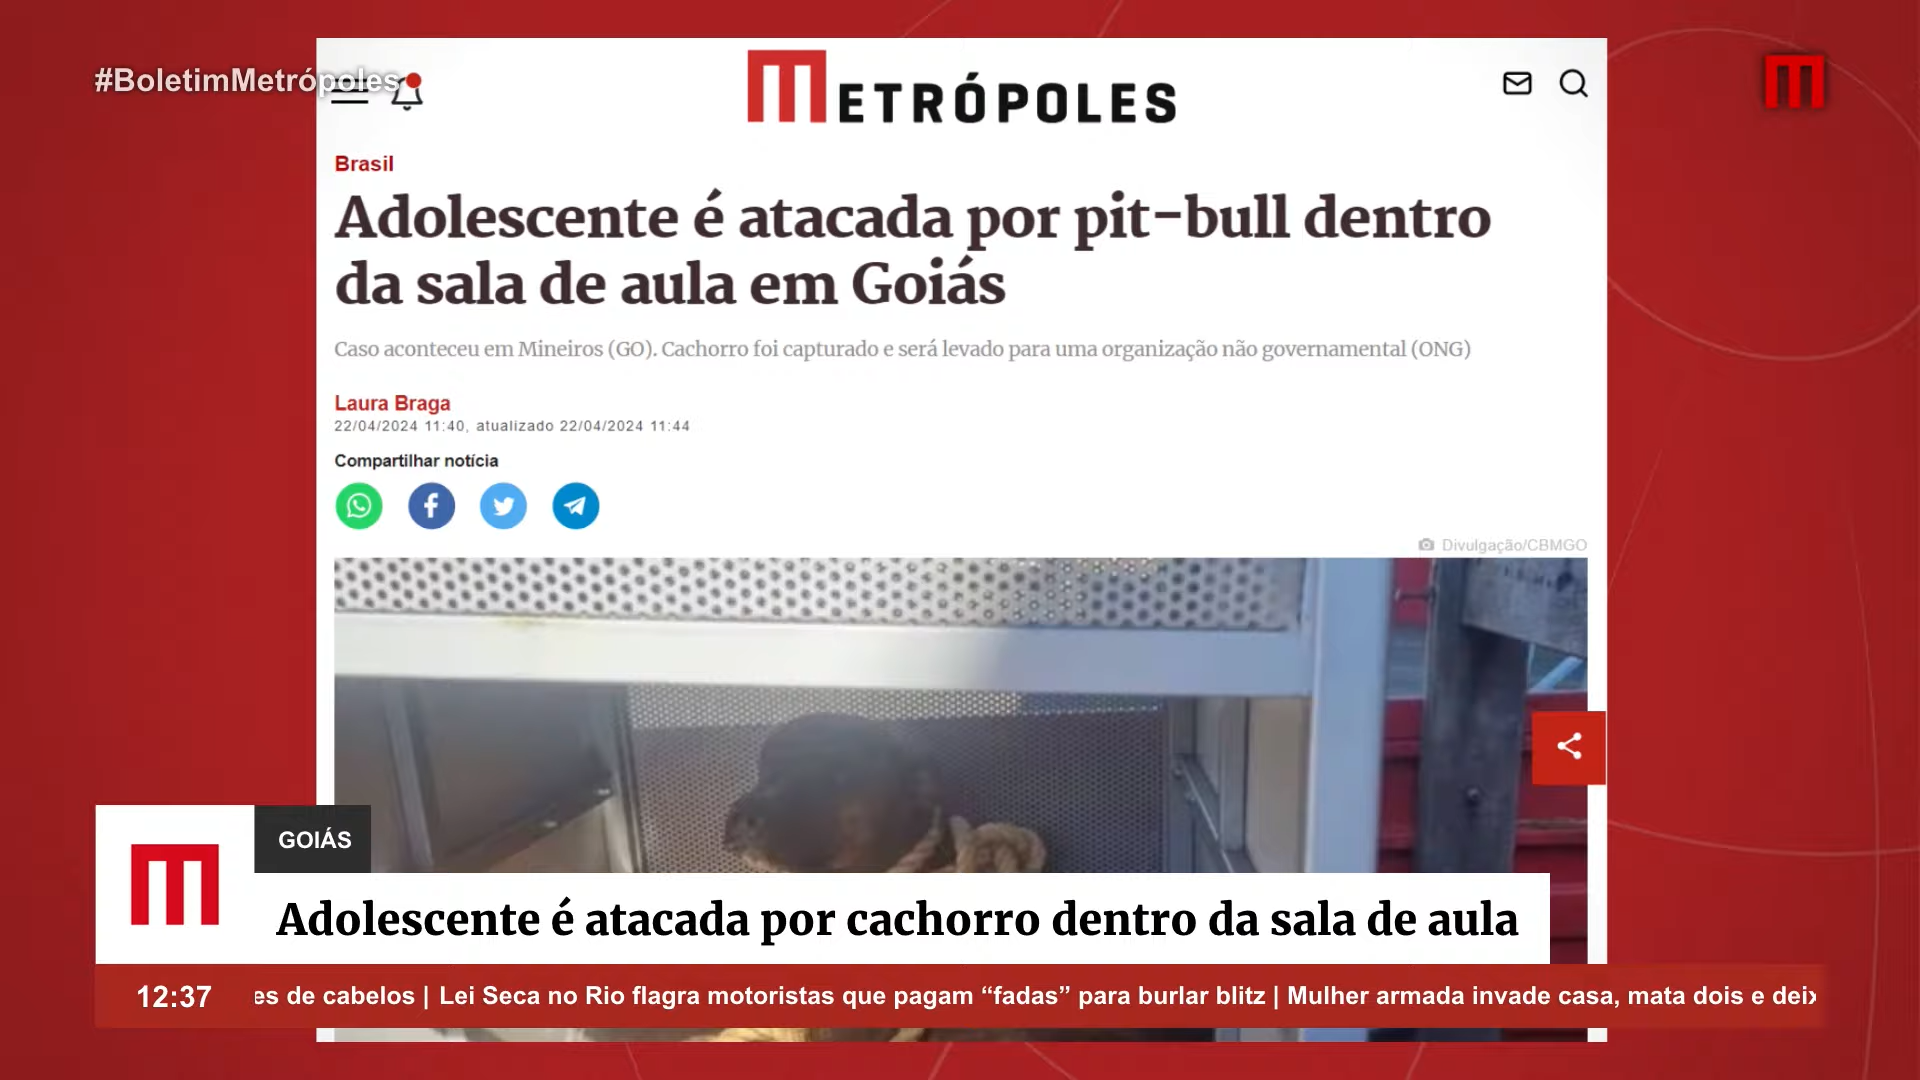 #BoletimMetrópoles
METRÓPOLES
Brasil
Adolescente é atacada por pit-bull dentro
da sala de aula em Goiás
Caso aconteceu em Mineiros (GO). Cachorro foi capturado e será levado para uma organização não governamental (ONG)
Laura Braga
22/04/2024 11:40, atualizado 22/04/2024 11:44
Compartilhar notícia
Divulgação/CBMGO
GOIÁS
Adolescente é atacada por cachorro dentro da sala de aula
12:37 es de cabelos | Lei Seca no Rio flagra motoristas que pagam “fadas” para burlar blitz | Mulher armada invade casa, mata dois e deix